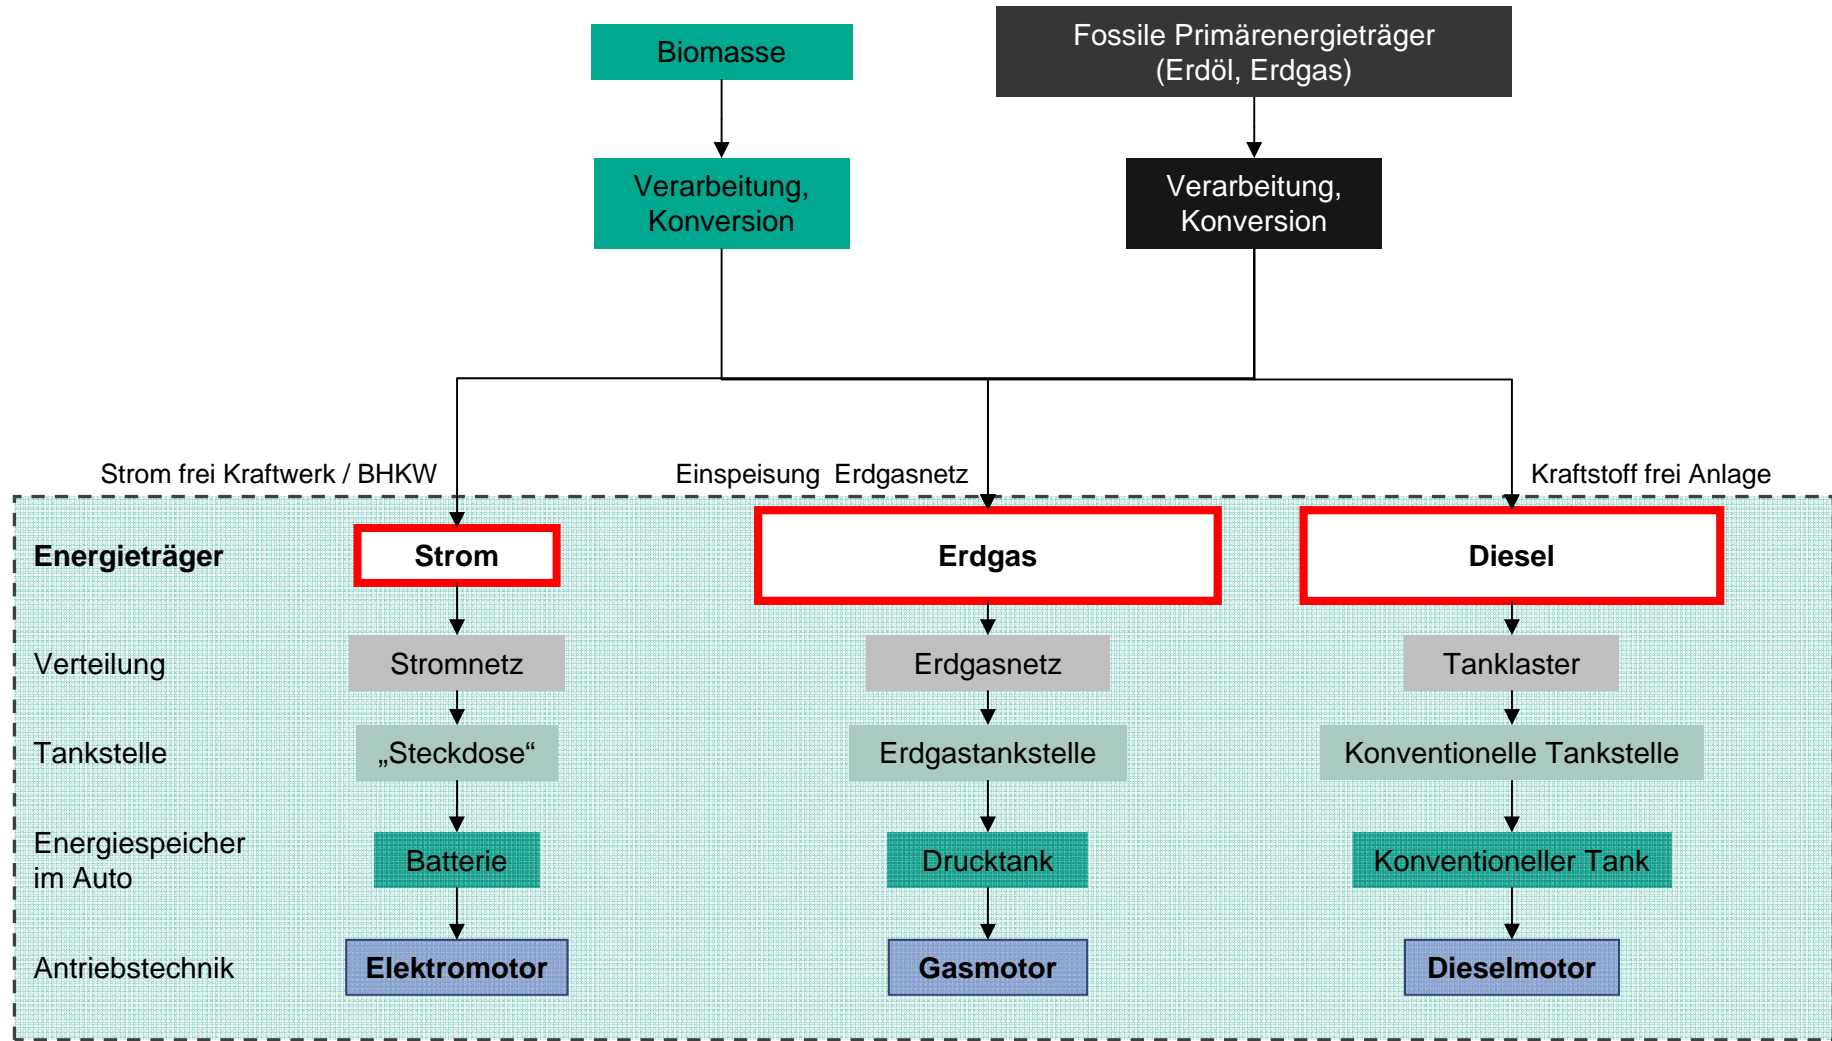 Biomasse
Fossile Primärenergieträger
(Erdöl, Erdgas)
Verarbeitung,
Konversion
Verarbeitung,
Konversion
Strom frei Kraftwerk / BHKW
Einspeisung Erdgasnetz
Kraftstoff frei Anlage
Energieträger
Strom
Erdgas
Diesel
Verteilung
Stromnetz
Erdgasnetz
Tanklaster
Tankstelle
„Steckdose“
Erdgastankstelle
Konventionelle Tankstelle
Energiespeicher
im Auto
Batterie
Drucktank
Konventioneller Tank
Antriebstechnik
Elektromotor
Gasmotor
Dieselmotor